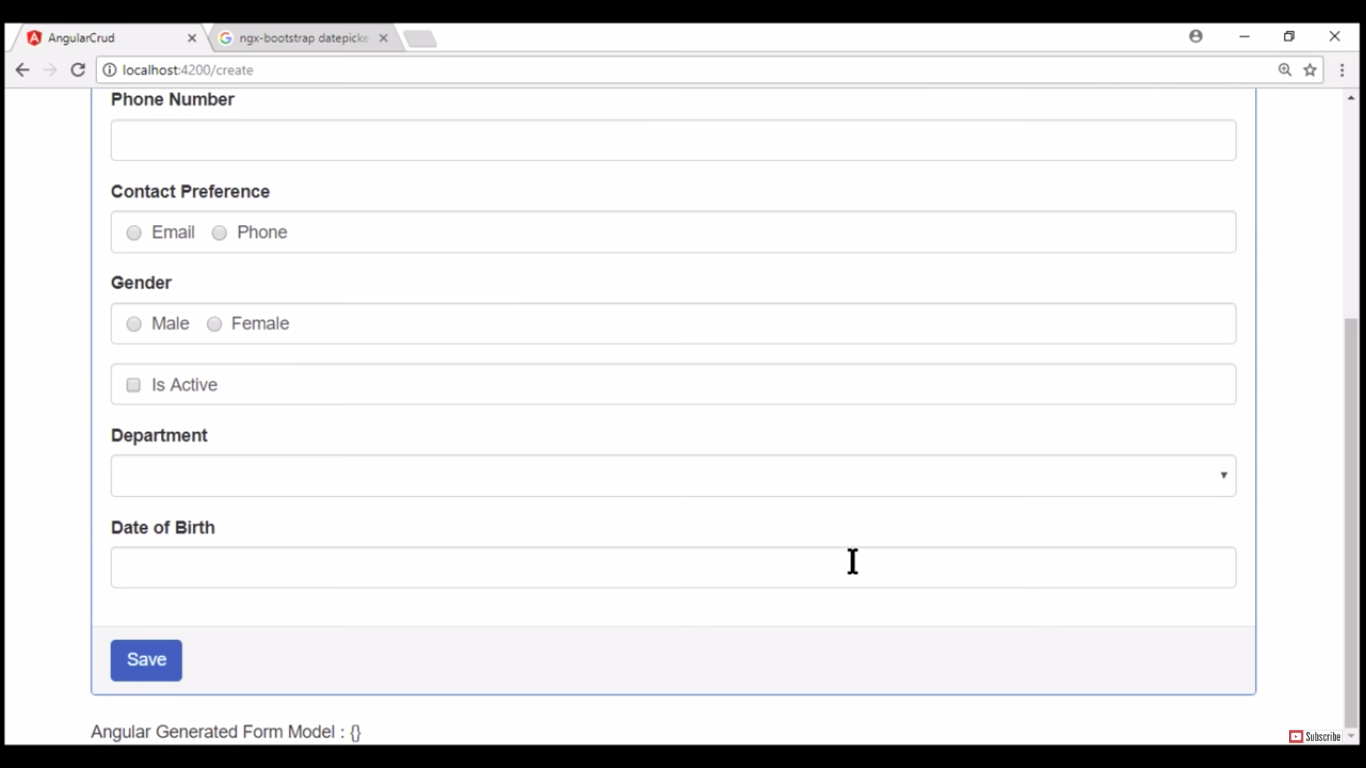 AngularCrud
ngx-bootstrap datepicke
localhost:4200/create
Phone Number
Contact Preference
Email Phone
Gender
Male Female
Is Active
Department
Date of Birth
Save
Angular Generated Form Model : {}
Subscribe